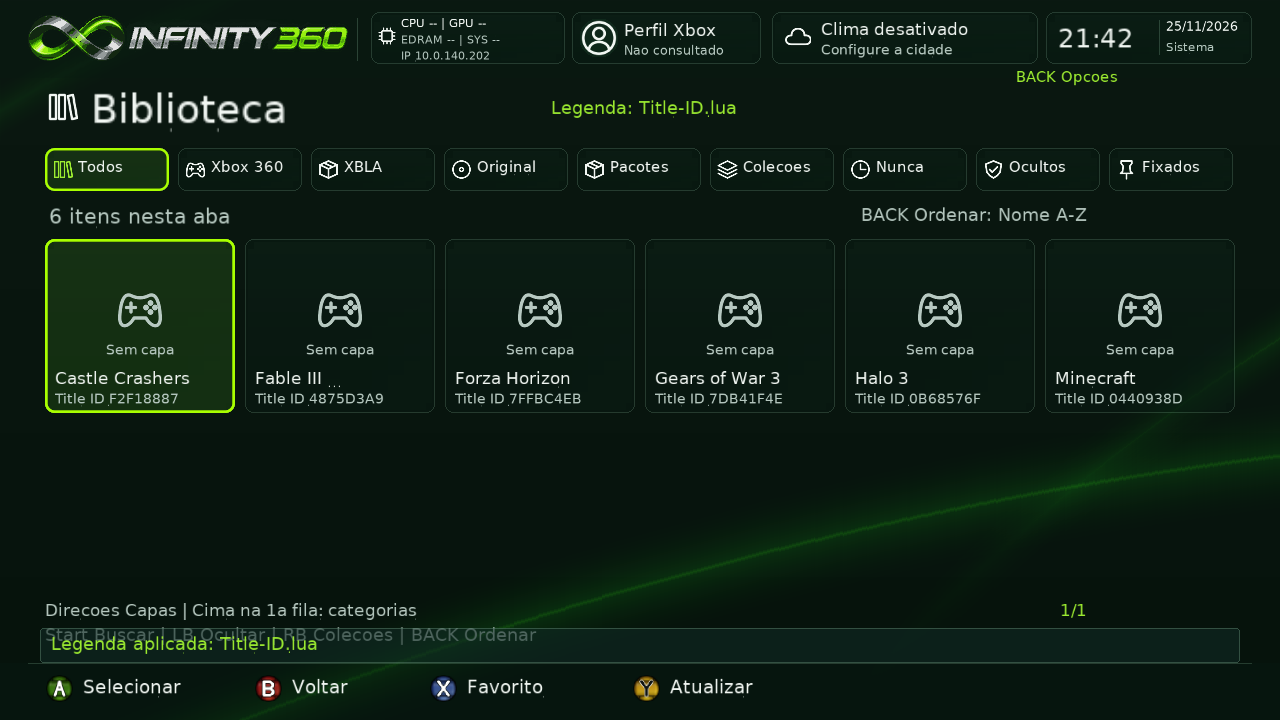 INFINITY 360
CPU -- | GPU --
EDRAM -- | SYS --
IP 10.0.140.202
Perfil Xbox
Nao consultado
Clima desativado
Configure a cidade
21:42
25/11/2026
Sistema
BACK Opcoes
Biblioteca
Legenda: Title-ID.lua
Todos
Xbox 360
XBLA
Original
Pacotes
Colecoes
Nunca
Ocultos
Fixados
6 itens nesta aba
BACK Ordenar: Nome A-Z
Sem capa
Castle Crashers
Title ID F2F18887
Sem capa
Fable III ...
Title ID 4875D3A9
Sem capa
Forza Horizon
Title ID 7FFBC4EB
Sem capa
Gears of War 3
Title ID 7DB41F4E
Sem capa
Halo 3
Title ID 0B68576F
Sem capa
Minecraft
Title ID 0440938D
Direcoes Capas | Cima na 1a fila: categorias
1/1
Start Buscar | LB Ocultar | RB Colecoes | BACK Ordenar
Legenda aplicada: Title-ID.lua
A Selecionar
B Voltar
X Favorito
Y Atualizar